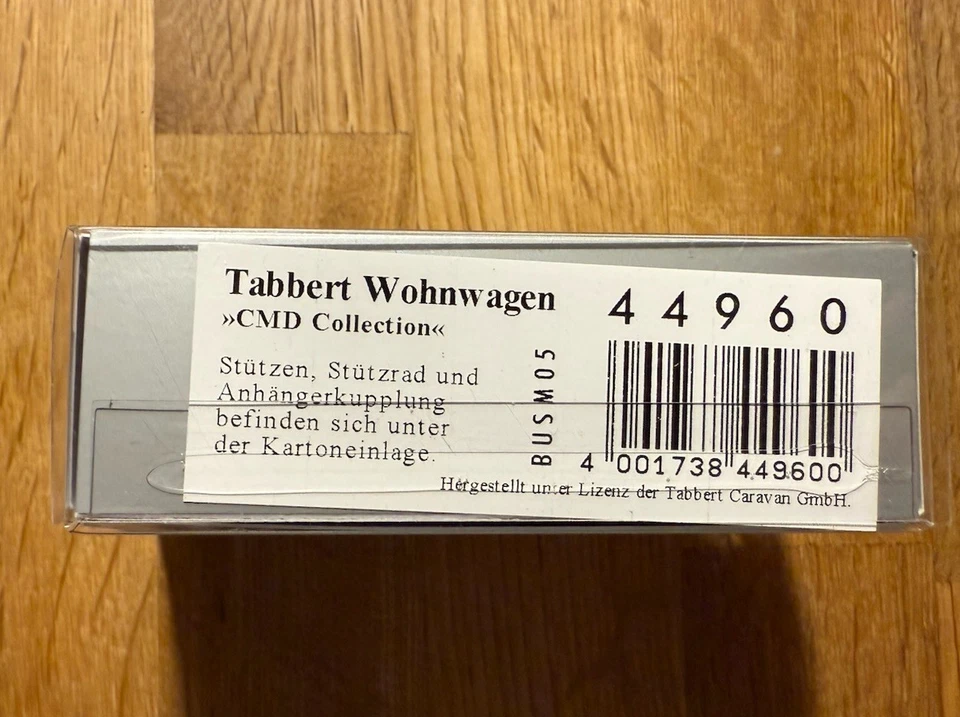 Tabbert Wohnwagen
»CMD Collection«
Stützen, Stützrad und
Anhängerkupplung
befinden sich unter
der Kartoneinlage.
BUSM05
44960
4 001738 449600
Hergestellt unter Lizenz der Tabbert Caravan GmbH.